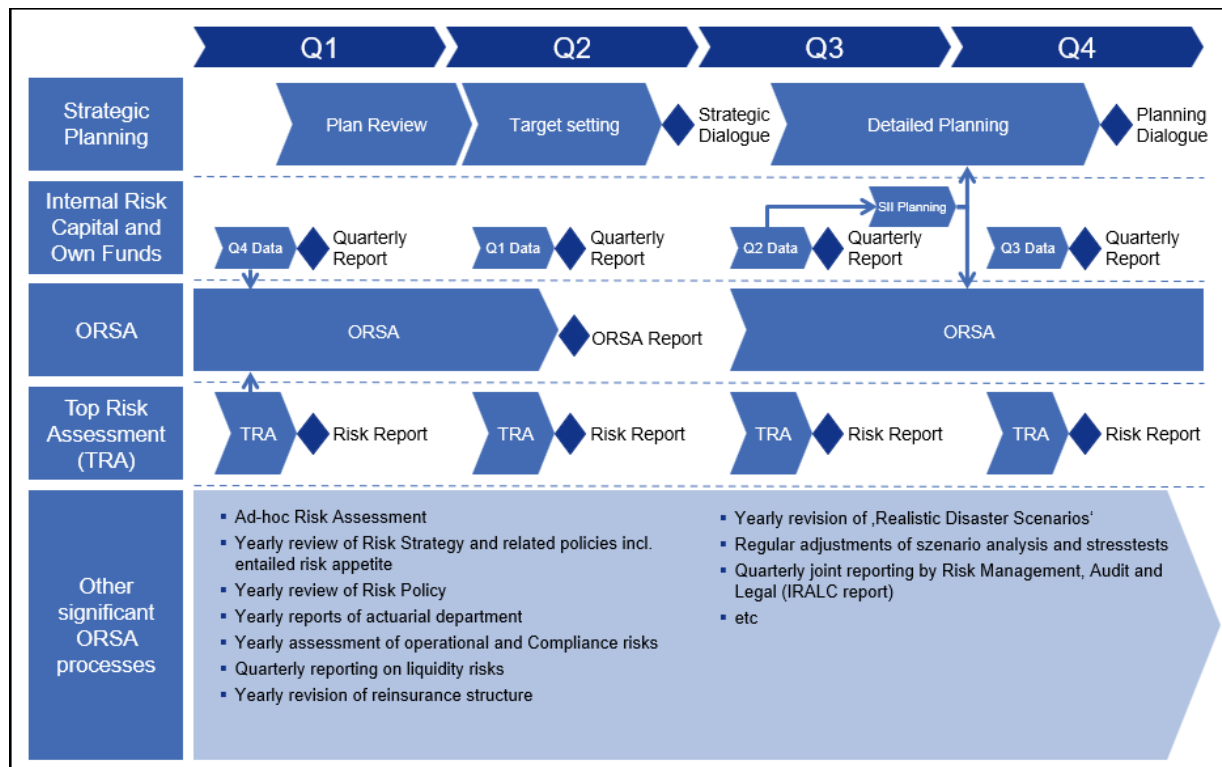 Q1
Q2
Q3
Q4
Strategic
Planning
Plan Review
Target setting
Strategic
Dialogue
Detailed Planning
Planning
Dialogue
Internal Risk
Capital and
Own Funds
Q4 Data
Quarterly
Report
Q1 Data
Quarterly
Report
Q2 Data
Quarterly
Report
SII Planning
Q3 Data
Quarterly
Report
ORSA
ORSA
ORSA Report
ORSA
Top Risk
Assessment
(TRA)
TRA
Risk Report
TRA
Risk Report
TRA
Risk Report
TRA
Risk Report
Other
significant
ORSA
processes
▪ Ad-hoc Risk Assessment
▪ Yearly review of Risk Strategy and related policies incl.
entailed risk appetite
▪ Yearly review of Risk Policy
▪ Yearly reports of actuarial department
▪ Yearly assessment of operational and Compliance risks
▪ Quarterly reporting on liquidity risks
▪ Yearly revision of reinsurance structure
▪ Yearly revision of ‚Realistic Disaster Scenarios‘
▪ Regular adjustments of szenario analysis and stresstests
▪ Quarterly joint reporting by Risk Management, Audit and
Legal (IRALC report)
▪ etc